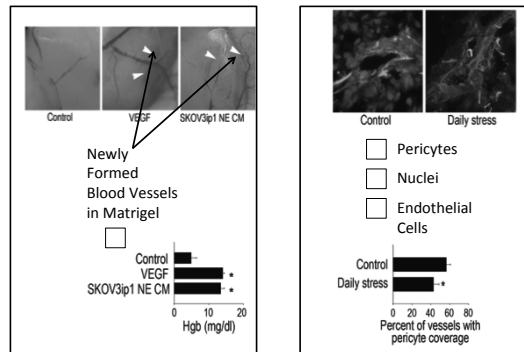 Control
VEGF
SKOV3ip1 NE CM
Newly
Formed
Blood Vessels
in Matrigel
Control
VEGF
*
SKOV3ip1 NE CM
*
0
10
20
Hgb (mg/dl)
Control
Daily stress
Pericytes
Nuclei
Endothelial
Cells
Control
Daily stress
*
0 20 40 60 80
Percent of vessels with
pericyte coverage